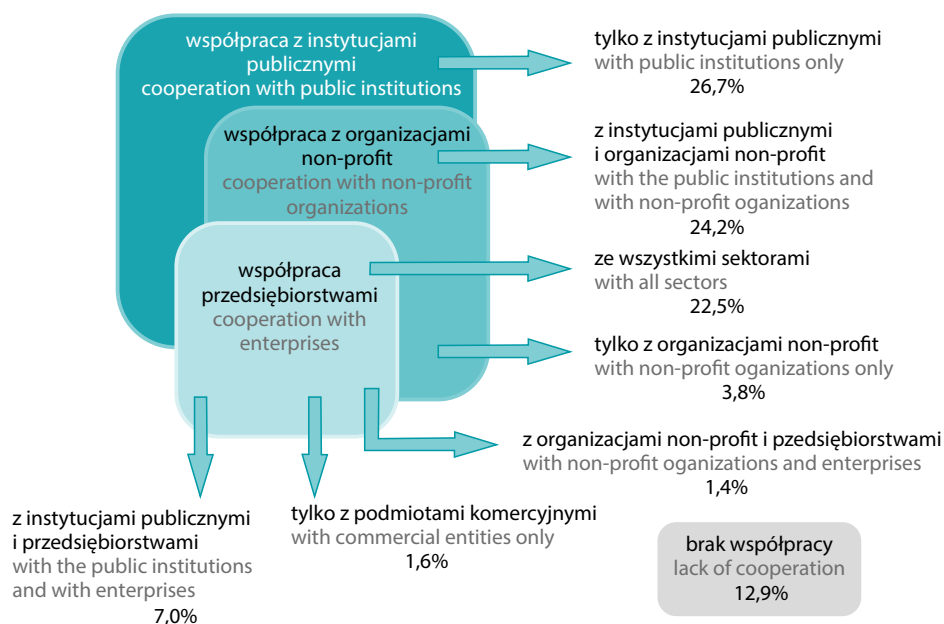 współpraca z instytucjami
publicznymi
cooperation with public institutions
współpraca z organizacjami
non-profit
cooperation with non-profit
organizations
współpraca
przedsiębiorstwami
cooperation with
enterprises
tylko z instytucjami publicznymi
with public institutions only
26,7%
z instytucjami publicznymi
i organizacjami non-profit
with the public institutions and
with non-profit oganizations
24,2%
ze wszystkimi sektorami
with all sectors
22,5%
tylko z organizacjami non-profit
with non-profit oganizations only
3,8%
z organizacjami non-profit i pzedsiębiorstwami
with non-profit oganizations and enterprises
1,4%
z instytucjami publicznymi
i przedsiębiorstwami
with the public institutions
and with enterprises
7,0%
tylko z podmiotami komercyjnymi
with commercial entities only
1,6%
brak współpracy
lack of cooperation
12,9%